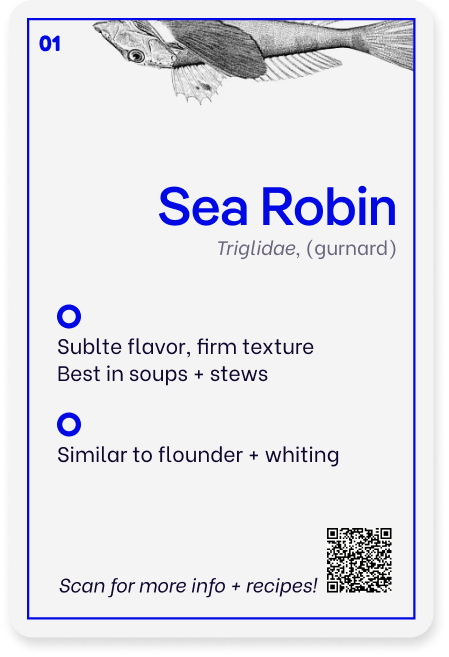 01
Sea Robin
Triglidae, (gurnard)
Sublte flavor, firm texture
Best in soups + stews
Similar to flounder + whiting
Scan for more info + recipes!